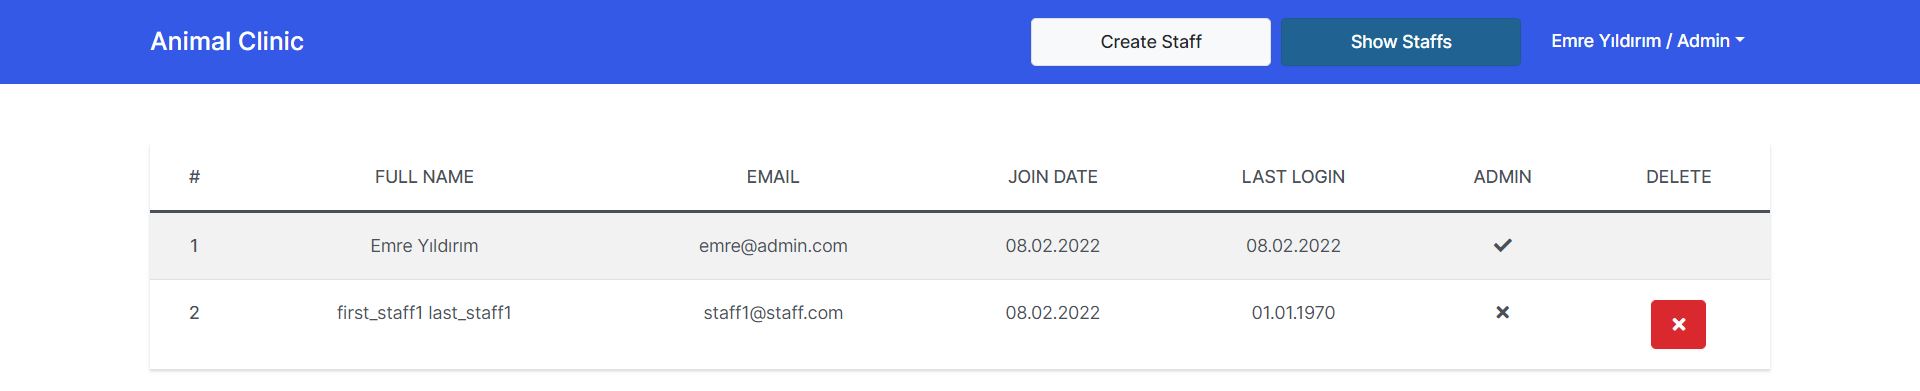 Animal Clinic Create Staff Show Staffs Emre Yıldırım / Admin
# FULL NAME EMAIL JOIN DATE LAST LOGIN ADMIN DELETE
1 Emre Yıldırım emre@admin.com 08.02.2022 08.02.2022
2 first_staff1 last_staff1 staff1@staff.com 08.02.2022 01.01.1970